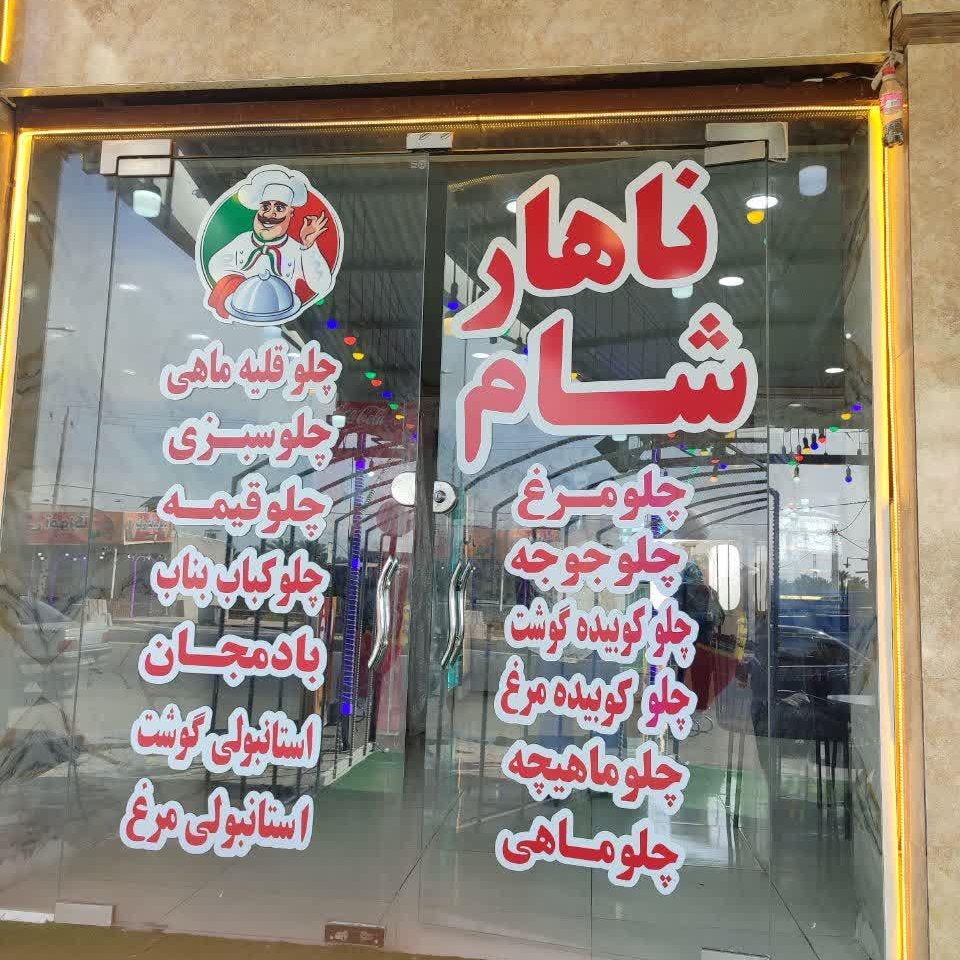 ناهار
شام
چلو مرغ
چلو جوجه
چلو کوبیده گوشت
چلو کوبیده مرغ
چلو ماهیچه
چلو ماهی
چلو قلیه ماهی
چلو سبزی
چلو قیمه
چلو کباب بناب
بادمجان
استانبولی گوشت
استانبولی مرغ